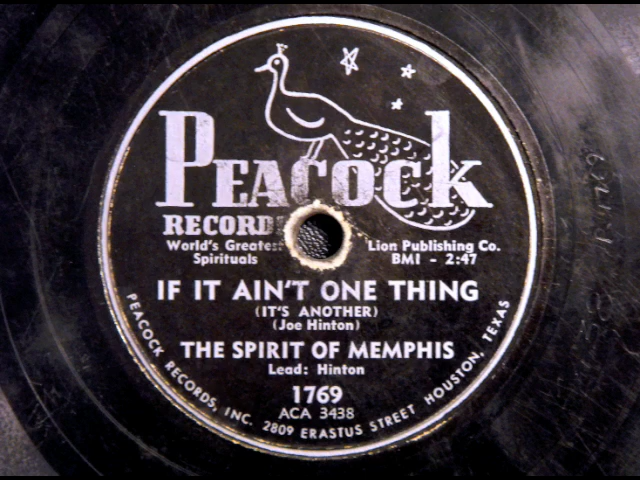 PEACOCK
RECORD
World's Greates
Spirituals
Lion Publishing Co.
BMI - 2:47
IF IT AIN'T ONE THING
(IT'S ANOTHER)
(Joe Hinton)
THE SPIRIT OF MEMPHIS
Lead: Hinton
1769
ACA 3438
PEACOCK RECORDS, INC. 2809 ERASTUS STREET HOUSTON, TEXAS